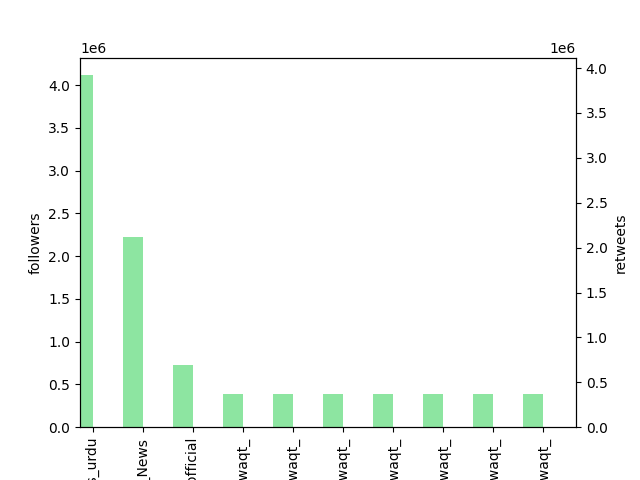 1e6
1e6
4.0
3.5
3.0
2.5
2.0
1.5
1.0
0.5
0.0
followers
4.0
3.5
3.0
2.5
2.0
1.5
1.0
0.5
0.0
retweets
s_urdu
_News
official
waqt_
waqt_
waqt_
waqt_
waqt_
waqt_
waqt_